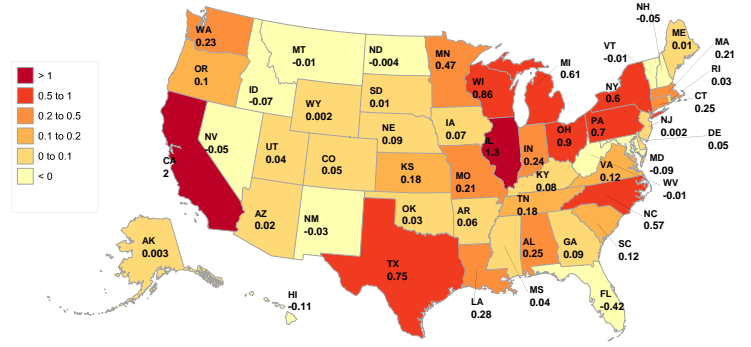 NH
-0.05
WA
0.23
MT
-0.01
ND
-0.004
MN
0.47
VT
-0.01
ME
0.01
MA
0.21
OR
0.1
ID
-0.07
MI
0.61
RI
0.03
> 1
0.5 to 1
0.2 to 0.5
0.1 to 0.2
0 to 0.1
< 0
WY
0.002
SD
0.01
WI
0.86
NY
0.6
CT
0.25
NV
-0.05
NE
0.09
IA
0.07
PA
0.7
NJ
0.002
CA
2
UT
0.04
CO
0.05
IL
1.3
IN
0.24
OH
0.9
DE
0.05
KS
0.18
MO
0.21
KY
0.08
VA
0.12
MD
-0.09
WV
-0.01
AZ
0.02
NM
-0.03
OK
0.03
AR
0.06
TN
0.18
NC
0.57
AK
0.003
TX
0.75
AL
0.25
GA
0.09
SC
0.12
HI
-0.11
LA
0.28
MS
0.04
FL
-0.42